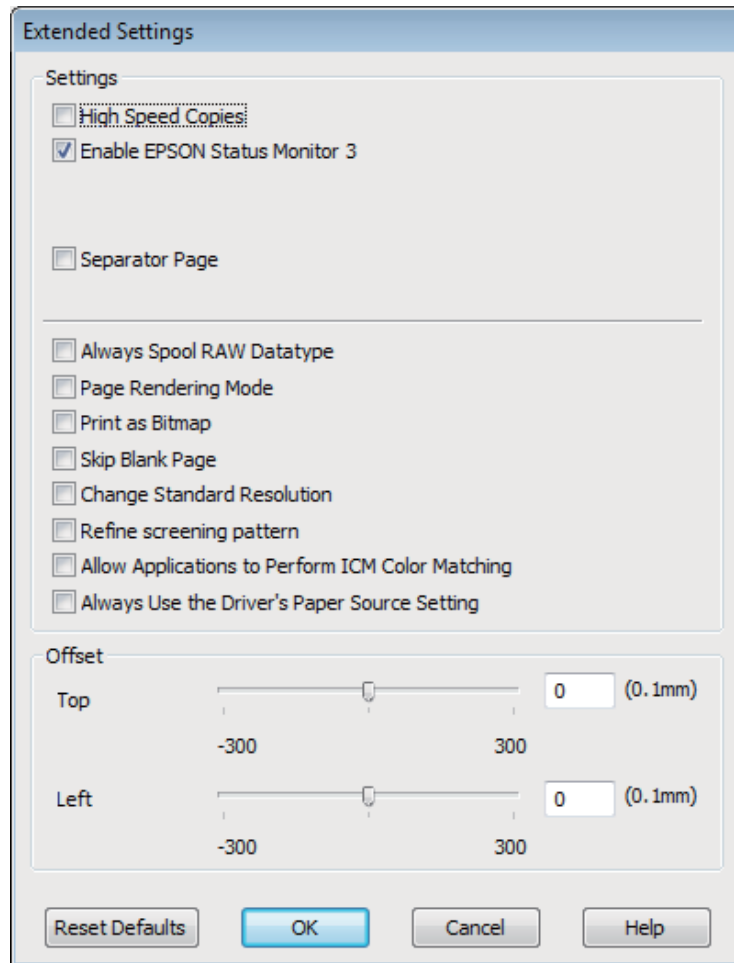 Extended Settings
Settings
High Speed Copies
Enable EPSON Status Monitor 3
Separator Page
Always Spool RAW Datatype
Page Rendering Mode
Print as Bitmap
Skip Blank Page
Change Standard Resolution
Refine screening pattern
Allow Applications to Perform ICM Color Matching
Always Use the Driver's Paper Source Setting
Offset
Top 0 (0.1mm)
-300 300
Left 0 (0.1mm)
-300 300
Reset Defaults OK Cancel Help